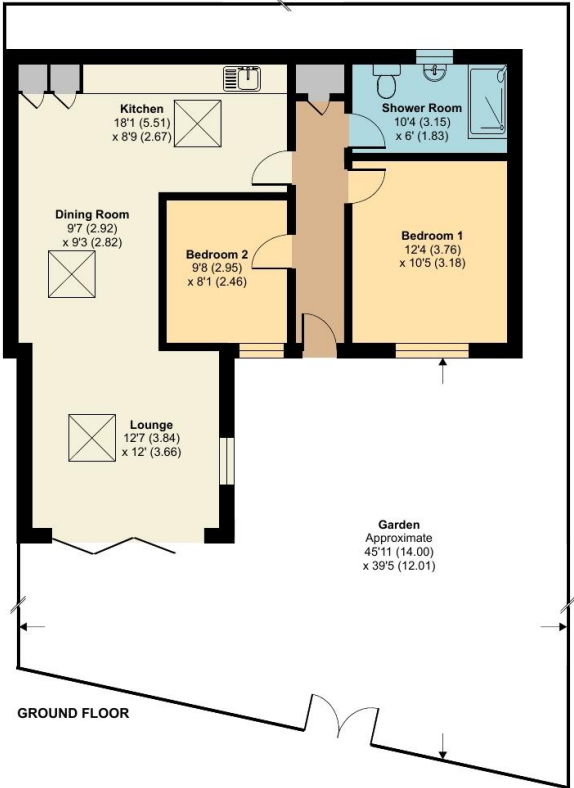 Kitchen
18'1 (5.51)
x 8'9 (2.67)
Shower Room
10'4 (3.15)
x 6' (1.83)
Dining Room
9'7 (2.92)
x 9'3 (2.82)
Bedroom 2
9'8 (2.95)
x 8'1 (2.46)
Bedroom 1
12'4 (3.76)
x 10'5 (3.18)
Lounge
12'7 (3.84)
x 12' (3.66)
Garden
Approximate
45'11 (14.00)
x 39'5 (12.01)
GROUND FLOOR